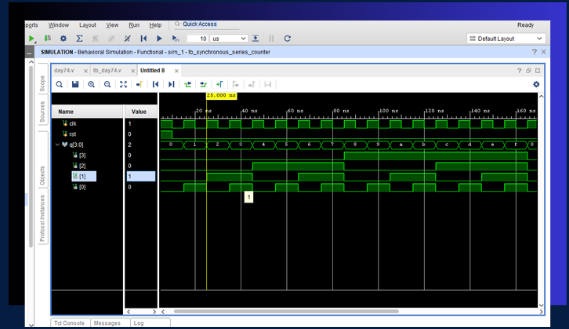 ports Window Layout View Run Help Quick Access Ready
10 us Default Layout
SIMULATION - Behavioral Simulation - Functional - sim_1 - tb_synchronous_series_counter ? X
day74.v x tb_day74.v x Untitled 8 x
Scope
Sources
Objects
Protocol Instances
25.000 ns
Name Value
20 ns 40 ns 60 ns 80 ns 100 ns 120 ns 140 ns 160 ns
clk 1
rst 0
q[3:0] 2 0 1 2 3 4 5 6 7 8 9 a b c d e f 0
[3] 0
[2] 0
[1] 1
[0] 0
1
Tcl Console Messages Log